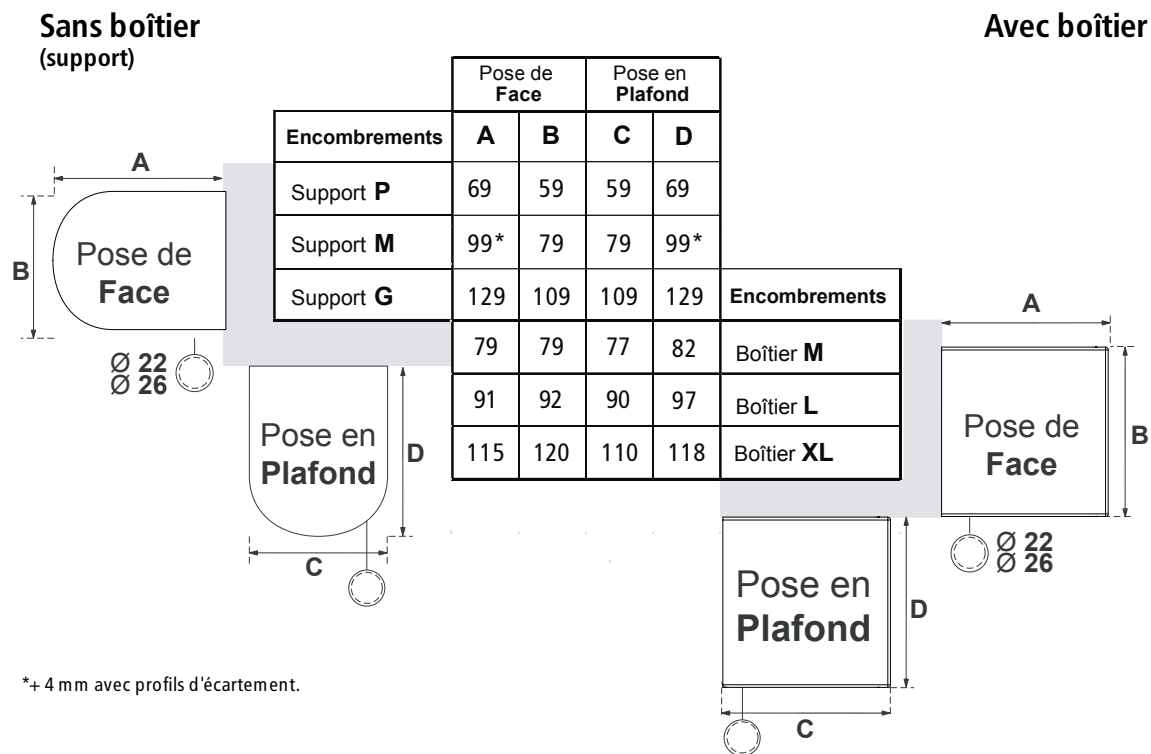 Sans boîtier
(support)
Avec boîtier
Pose de Pose en
Face Plafond
Encombrements A B C D
Support P 69 59 59 69
Support M 99* 79 79 99*
Support G 129 109 109 129 Encombrements
79 79 77 82 Boîtier M
91 92 90 97 Boîtier L
115 120 110 118 Boîtier XL
A
B
Pose de
Face
Ø 22
Ø 26
Pose en
Plafond
D
C
A
Pose de
Face
B
Ø 22
Ø 26
Pose en
Plafond
D
C
*+ 4 mm avec profils d'écartement.